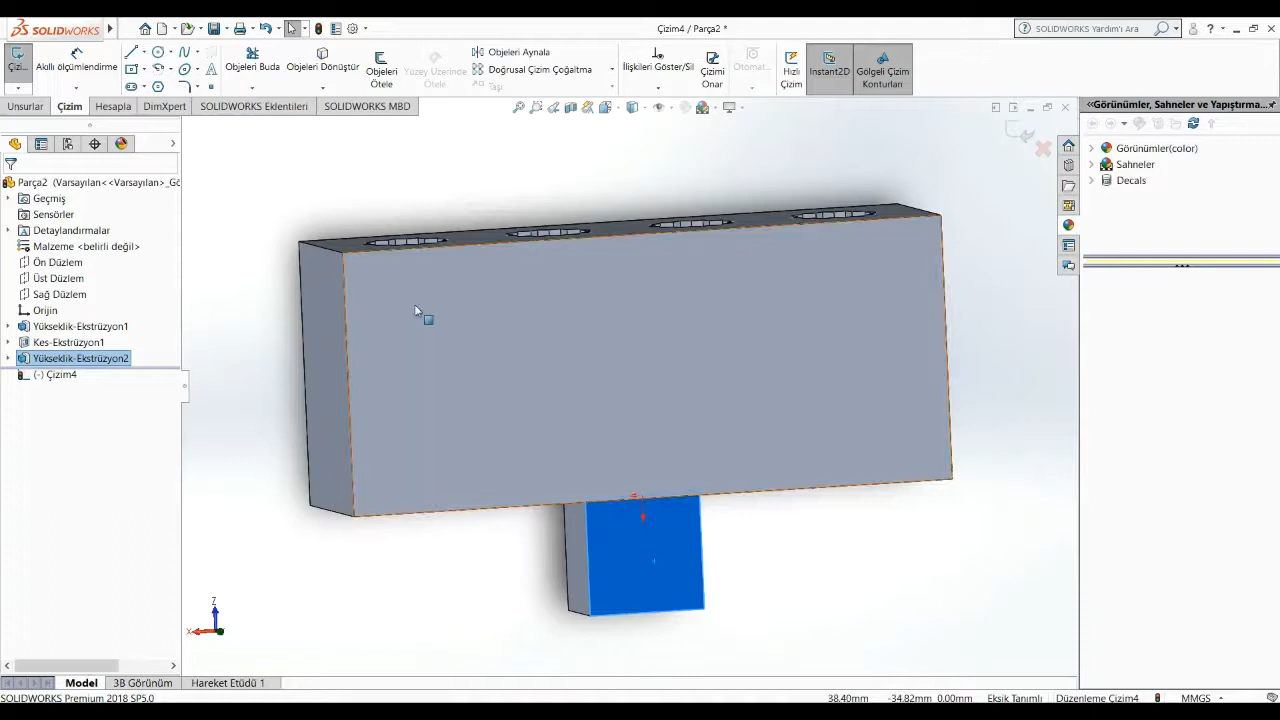 SOLIDWORKS
Çizim4 / Parça2 *
SOLIDWORKS Yardım'ı Ara
Çizi...
Akıllı ölçümlendirme
Objeleri Buda
Objeleri Dönüştür
Objeleri Ötele
Yüzey Üzerinde Ötele
Objeleri Aynala
Doğrusal Çizim Çoğaltma
Taşı
İlişkileri Göster/Sil
Çizimi Onar
Otomat...
Hızlı Çizim
Instant2D
Gölgeli Çizim Konturları
Unsurlar
Çizim
Hesapla
DimXpert
SOLIDWORKS Eklentileri
SOLIDWORKS MBD
Görünümler, Sahneler ve Yapıştırma...
Görünümler(color)
Sahneler
Decals
Parça2 (Varsayılan<<Varsayılan>_Gö
Geçmiş
Sensörler
Detaylandırmalar
Malzeme <belirli değil>
Ön Düzlem
Üst Düzlem
Sağ Düzlem
Orijin
Yükseklik-Ekstrüzyon1
Kes-Ekstrüzyon1
Yükseklik-Ekstrüzyon2
(-) Çizim4
Z
X
Model
3B Görünüm
Hareket Etüdü 1
SOLIDWORKS Premium 2018 SP5.0
38.40mm
-34.82mm 0.00mm
Eksik Tanımlı
Düzenleme Çizim4
MMGS